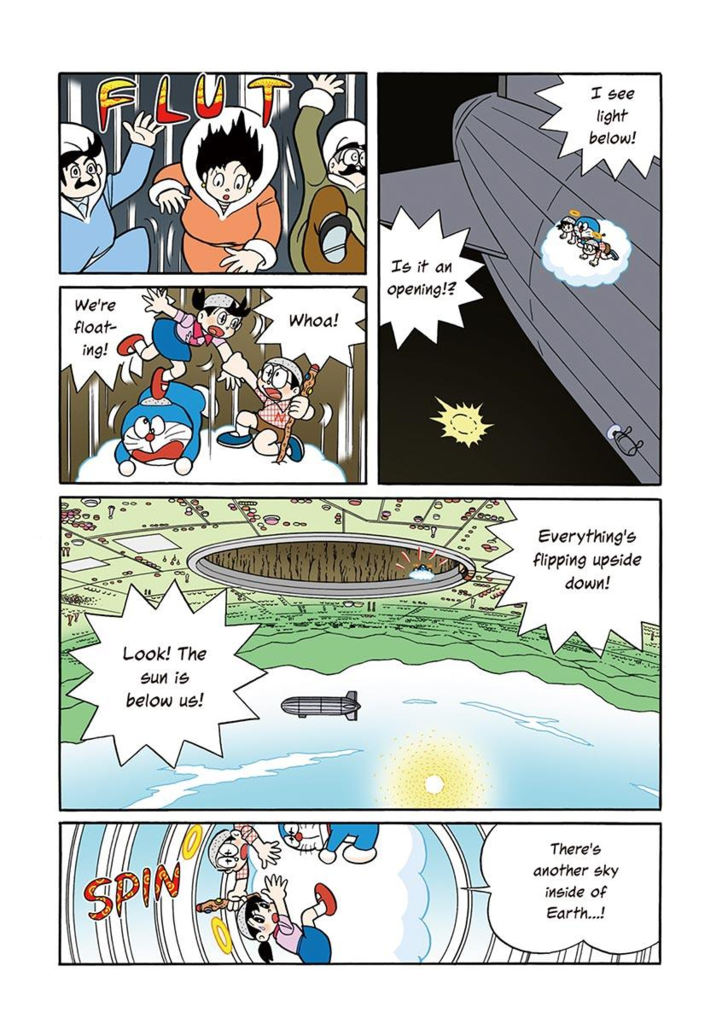 FLUT
I see
light
below!
Is it an
opening!?
We're
float-
ing!
Whoa!
Everything's
flipping upside
down!
Look! The
sun is
below us!
SPIN
There's
another sky
inside of
Earth...!